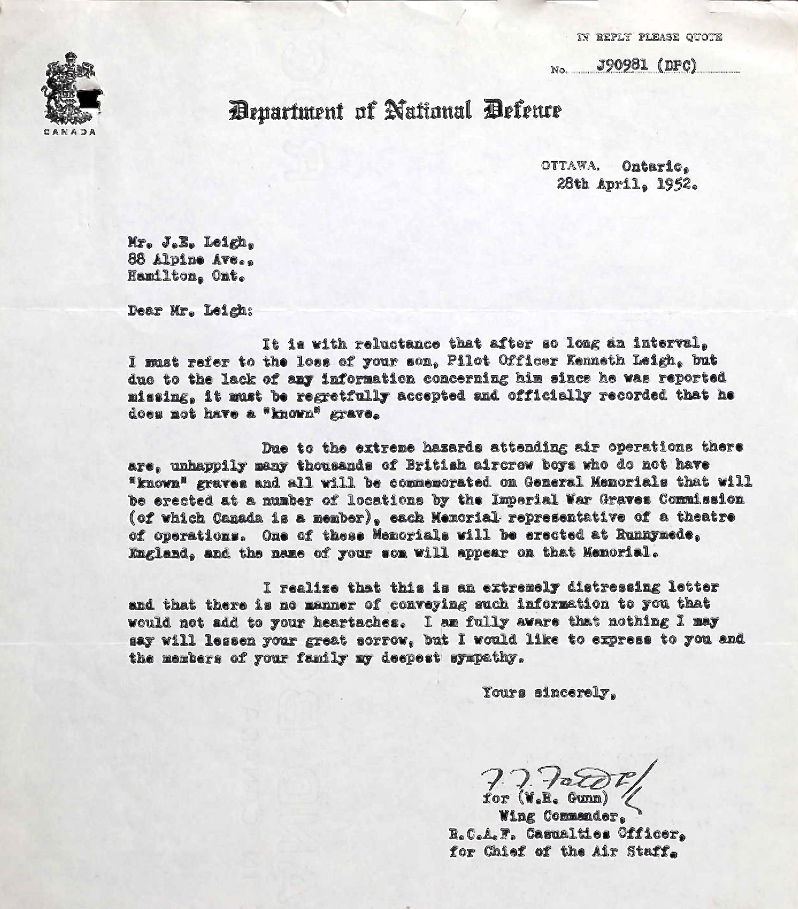 IN REPLY PLEASE QUOTE
No. J90981 (DFC)
CANADA
Department of National Defence
OTTAWA, Ontario,
28th April, 1952.
Mr. J.E. Leigh,
88 Alpine Ave.,
Hamilton, Ont.
Dear Mr. Leigh:
It is with reluctance that after so long an interval,
I must refer to the loss of your son, Pilot Officer Kenneth Leigh, but
due to the lack of any information concerning him since he was reported
missing, it must be regretfully accepted and officially recorded that he
does not have a "known" grave.
Due to the extreme hazards attending air operations there
are, unhappily many thousands of British aircrew boys who do not have
"known" graves and all will be commemorated on General Memorials that will
be erected at a number of locations by the Imperial War Graves Commission
(of which Canada is a member), each Memorial representative of a theatre
of operations. One of these Memorials will be erected at Runnymede,
England, and the name of your son will appear on that Memorial.
I realize that this is an extremely distressing letter
and that there is no manner of conveying such information to you that
would not add to your heartaches. I am fully aware that nothing I may
say will lessen your great sorrow, but I would like to express to you and
the members of your family my deepest sympathy.
Yours sincerely,
for (W.R. Gunn)
Wing Commander,
R.C.A.F. Casualties Officer,
for Chief of the Air Staff.